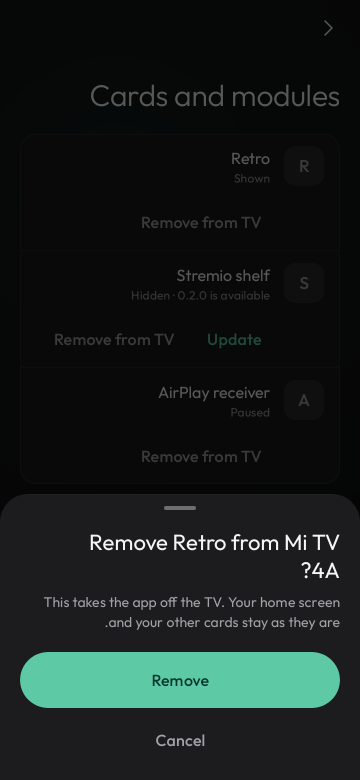 Cards and modules
R
Retro
Shown
Remove from TV
S
Stremio shelf
Hidden · 0.2.0 is available
Update
Remove from TV
A
AirPlay receiver
Paused
Remove from TV
Remove Retro from Mi TV
4A?
This takes the app off the TV. Your home screen
and your other cards stay as they are.
Remove
Cancel